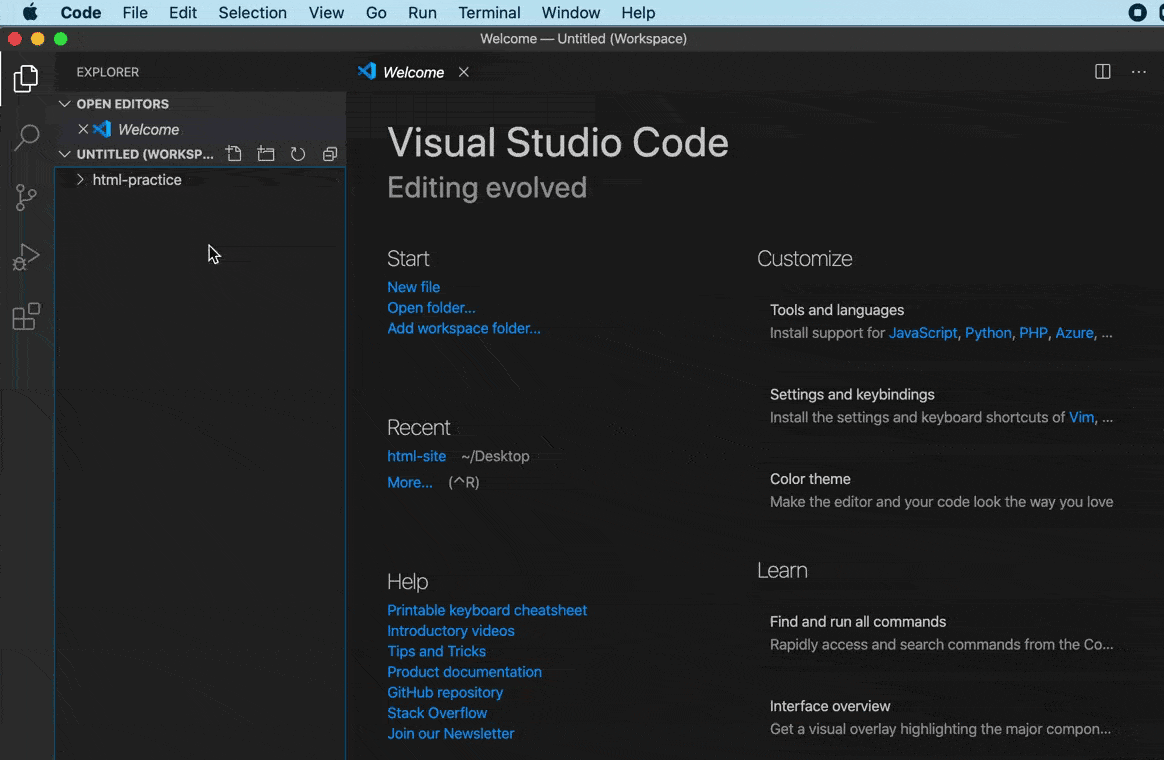 Code File Edit Selection View Go Run Terminal Window Help
Welcome — Untitled (Workspace)
EXPLORER
OPEN EDITORS
Welcome
UNTITLED (WORKSP...
html-practice
Welcome
Visual Studio Code
Editing evolved
Start
New file
Open folder...
Add workspace folder...
Recent
html-site ~/Desktop
More... (^R)
Help
Printable keyboard cheatsheet
Introductory videos
Tips and Tricks
Product documentation
GitHub repository
Stack Overflow
Join our Newsletter
Customize
Tools and languages
Install support for JavaScript, Python, PHP, Azure, ...
Settings and keybindings
Install the settings and keyboard shortcuts of Vim, ...
Color theme
Make the editor and your code look the way you love
Learn
Find and run all commands
Rapidly access and search commands from the Co...
Interface overview
Get a visual overlay highlighting the major compon...